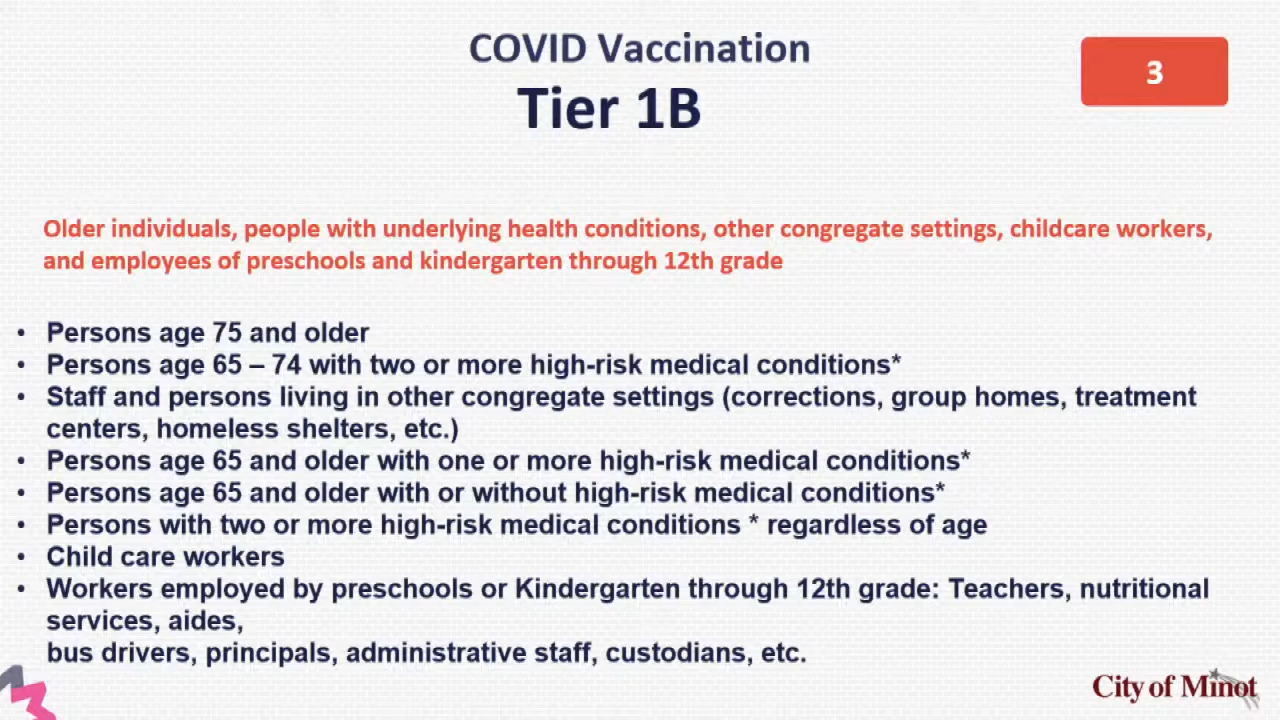 COVID Vaccination
Tier 1B
3
Older individuals, people with underlying health conditions, other congregate settings, childcare workers,
and employees of preschools and kindergarten through 12th grade
• Persons age 75 and older
• Persons age 65 – 74 with two or more high-risk medical conditions*
• Staff and persons living in other congregate settings (corrections, group homes, treatment
centers, homeless shelters, etc.)
• Persons age 65 and older with one or more high-risk medical conditions*
• Persons age 65 and older with or without high-risk medical conditions*
• Persons with two or more high-risk medical conditions * regardless of age
• Child care workers
• Workers employed by preschools or Kindergarten through 12th grade: Teachers, nutritional
services, aides,
bus drivers, principals, administrative staff, custodians, etc.
City of Minot